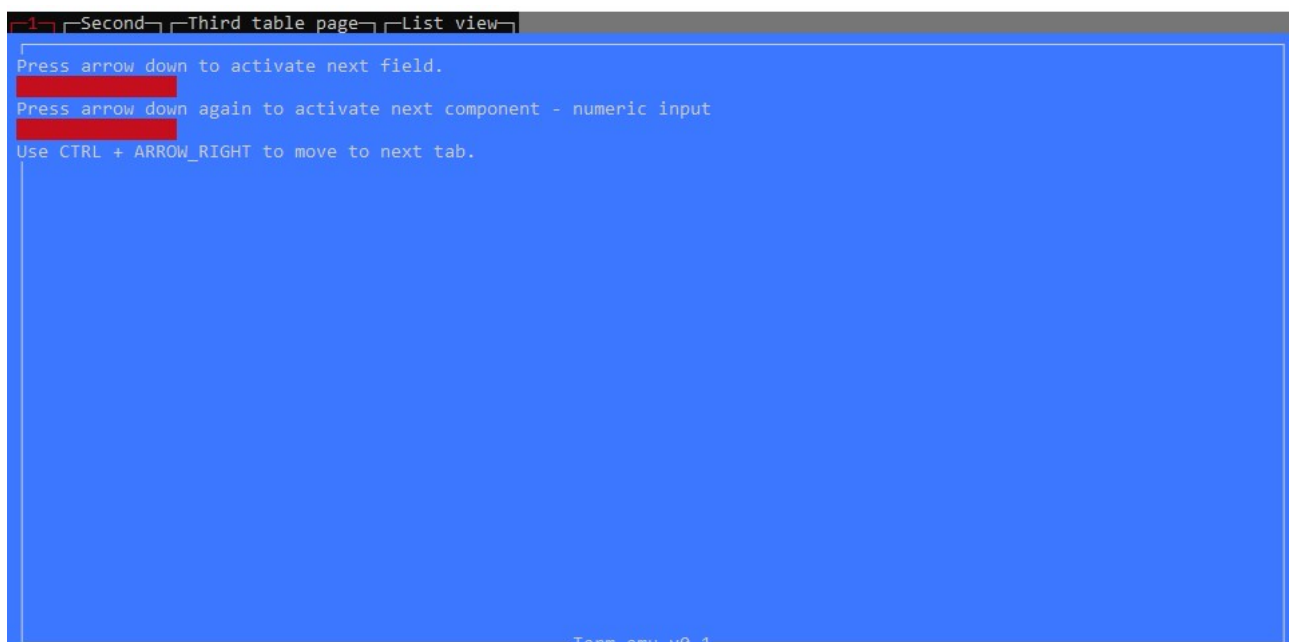 1 Second Third table page List view
Press arrow down to activate next field.
Press arrow down again to activate next component - numeric input
Use CTRL + ARROW_RIGHT to move to next tab.